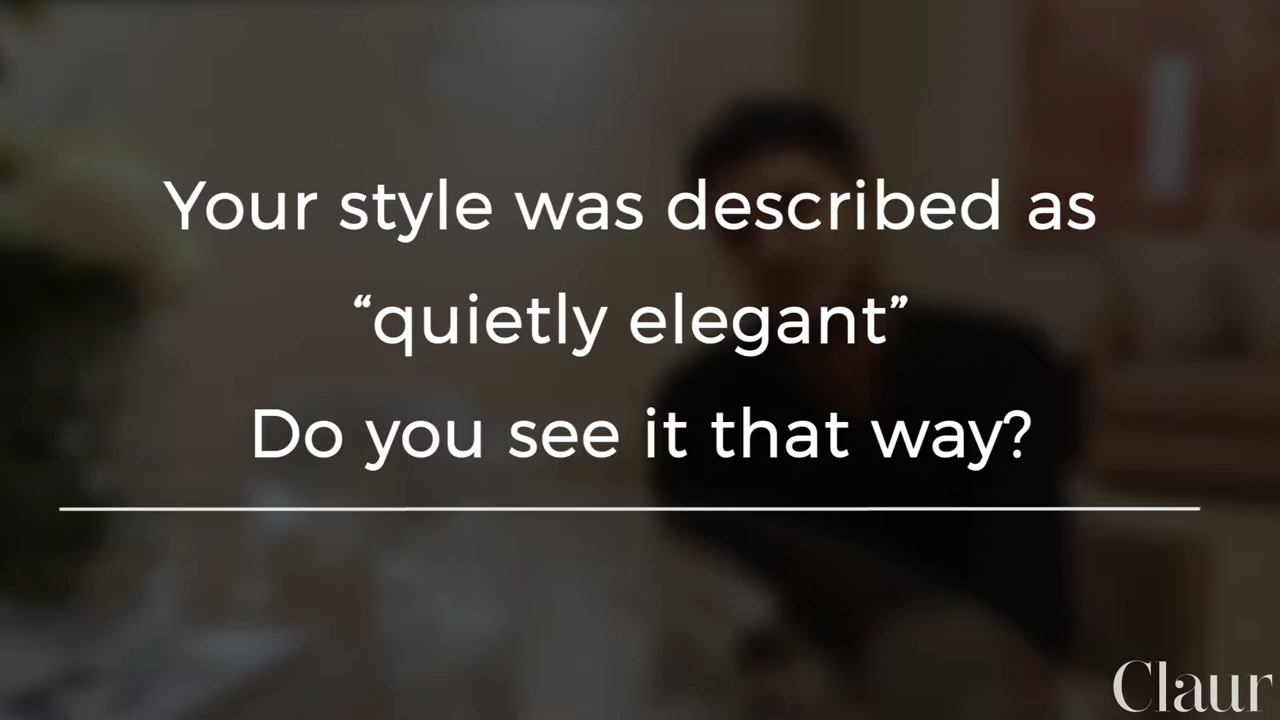 Your style was described as
“quietly elegant”
Do you see it that way?
Claur